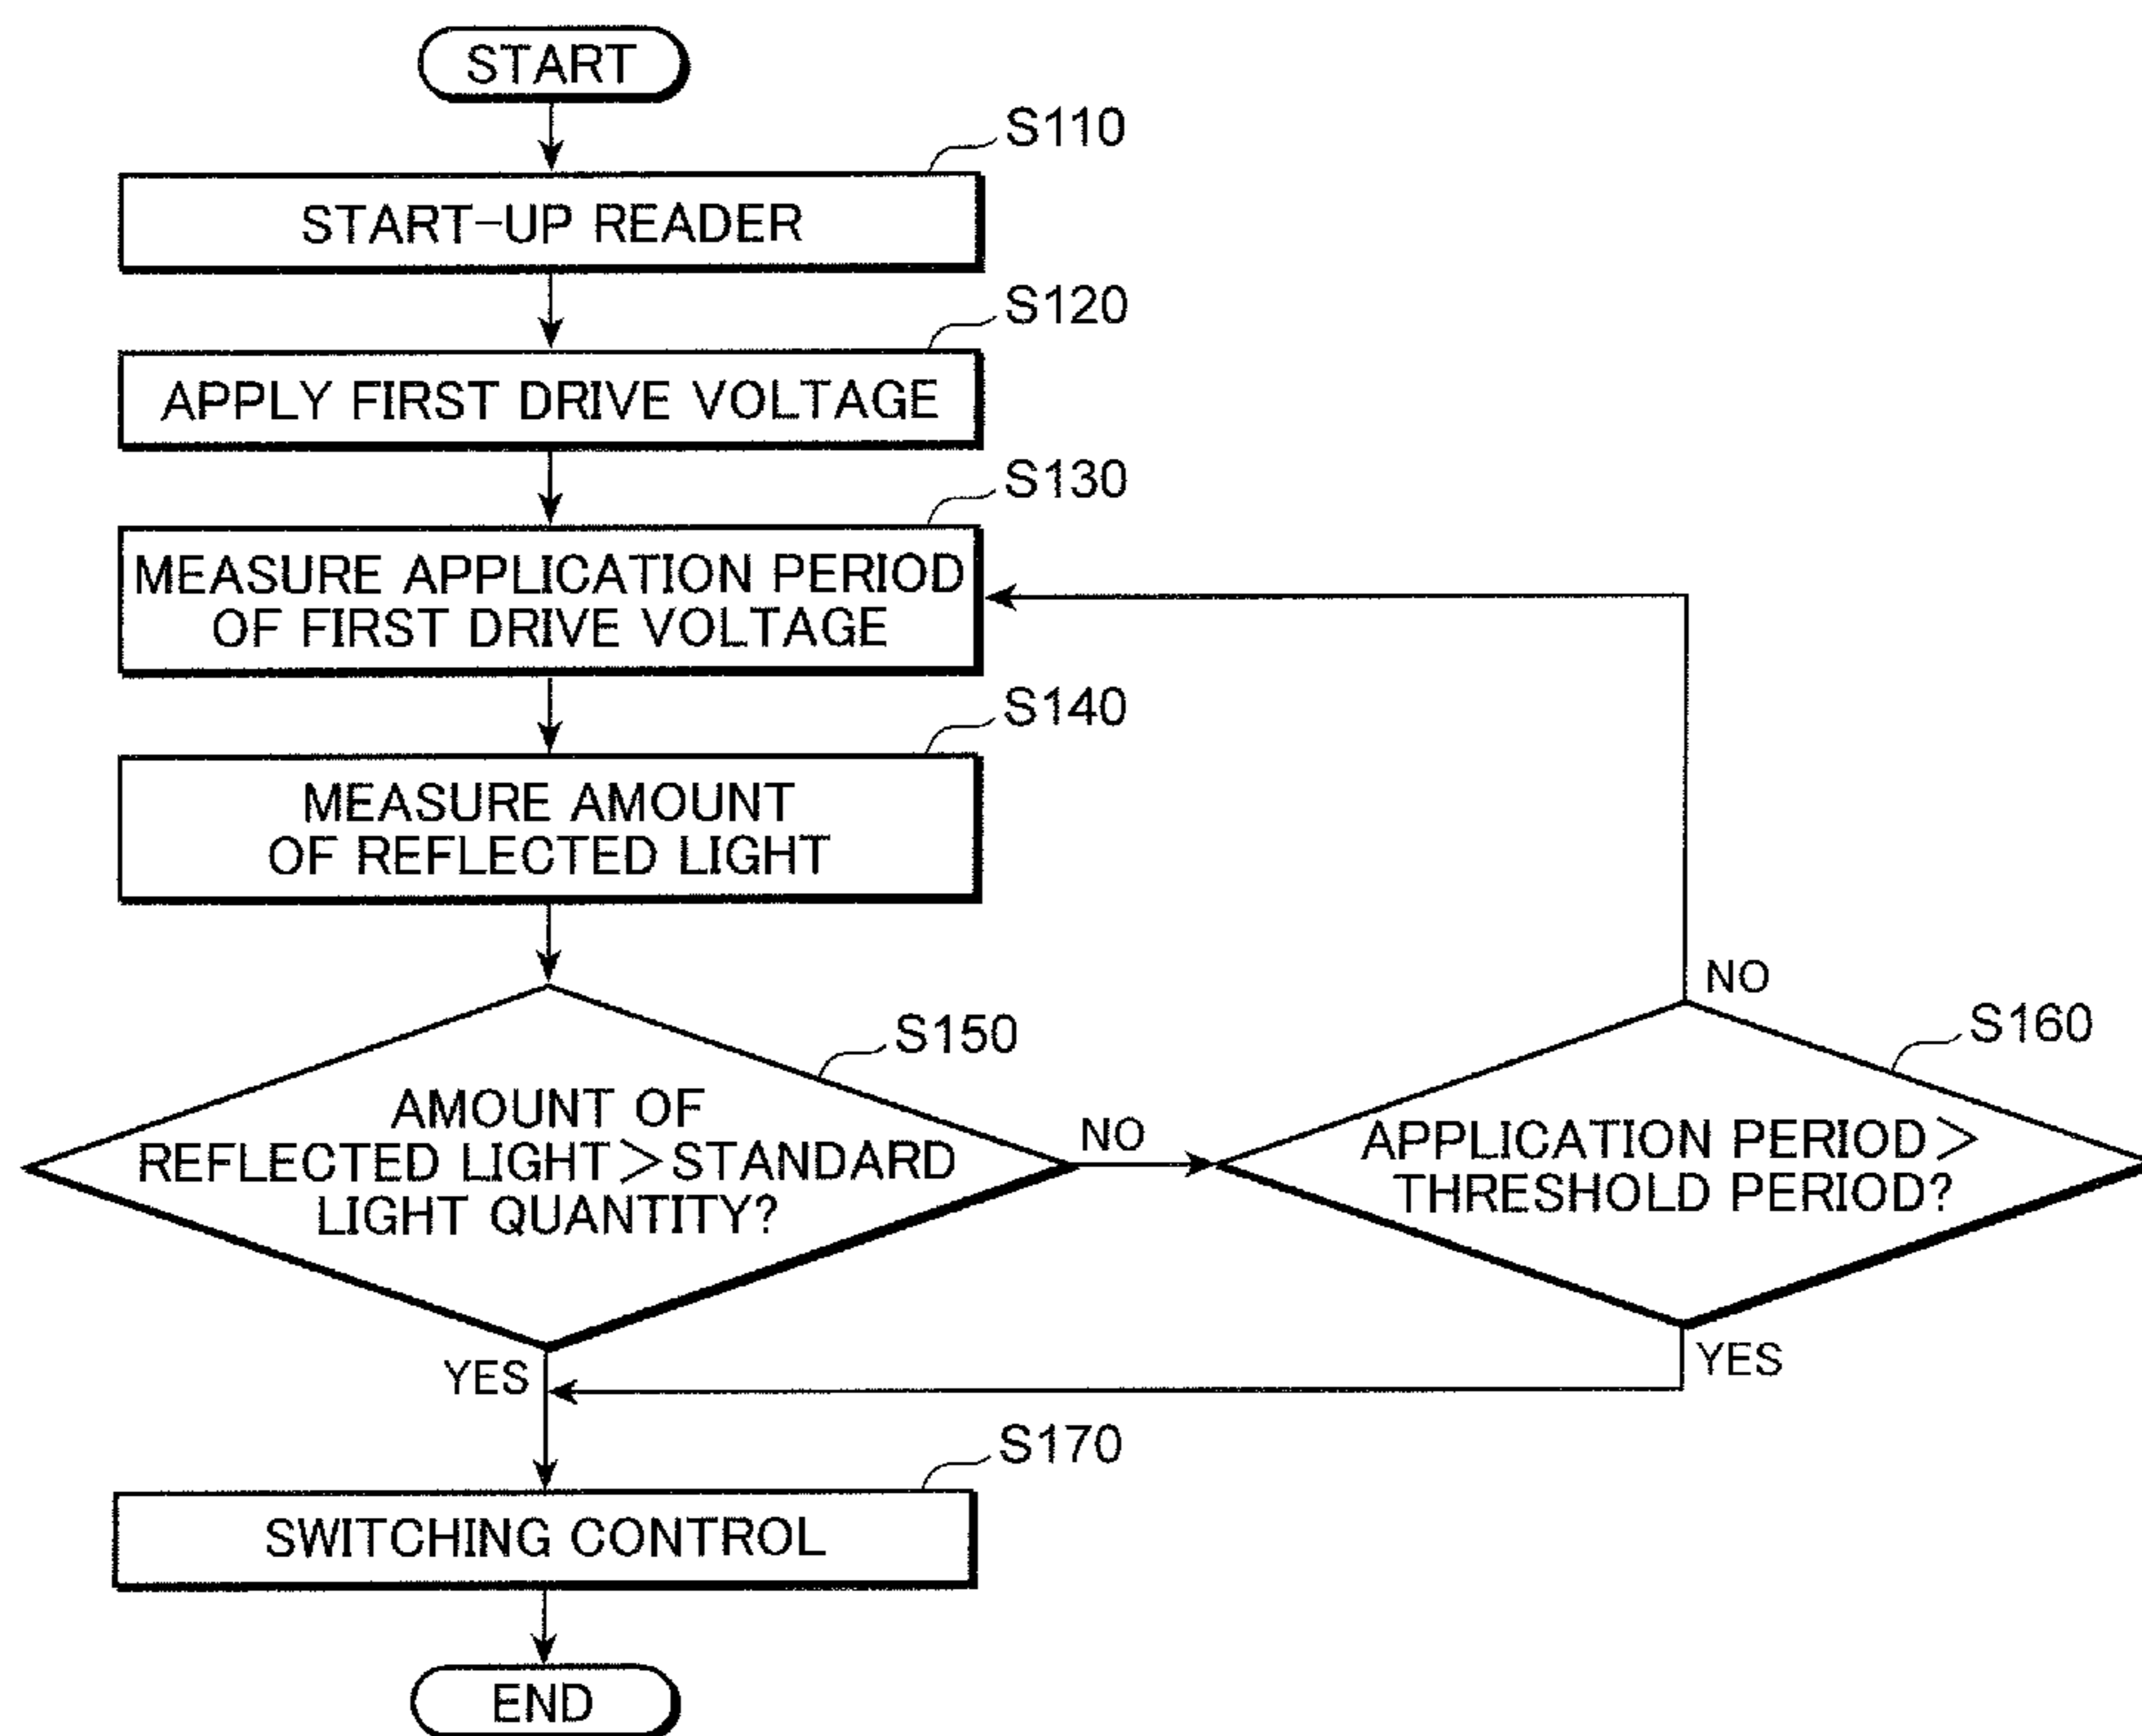 START
S110
START-UP READER
S120
APPLY FIRST DRIVE VOLTAGE
S130
MEASURE APPLICATION PERIOD
OF FIRST DRIVE VOLTAGE
S140
MEASURE AMOUNT
OF REFLECTED LIGHT
S150
AMOUNT OF
REFLECTED LIGHT>STANDARD
LIGHT QUANTITY?
NO
YES
NO
S160
APPLICATION PERIOD>
THRESHOLD PERIOD?
YES
S170
SWITCHING CONTROL
END